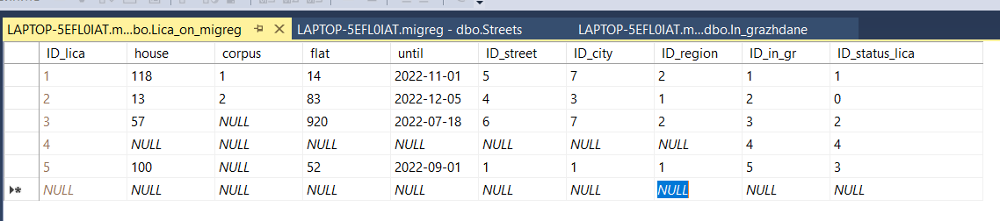 LAPTOP-5EFL0IAT.m...bo.Lica_on_migreg LAPTOP-5EFL0IAT.migreg - dbo.Streets LAPTOP-5EFL0IAT.m...dbo.In_grazhdane
ID_lica house corpus flat until ID_street ID_city ID_region ID_in_gr ID_status_lica
1 118 1 14 2022-11-01 5 7 2 1 1
2 13 2 83 2022-12-05 4 3 1 2 0
3 57 NULL 920 2022-07-18 6 7 2 3 2
4 NULL NULL NULL NULL NULL NULL NULL 4 4
5 100 NULL 52 2022-09-01 1 1 1 5 3
NULL NULL NULL NULL NULL NULL NULL NULL NULL NULL